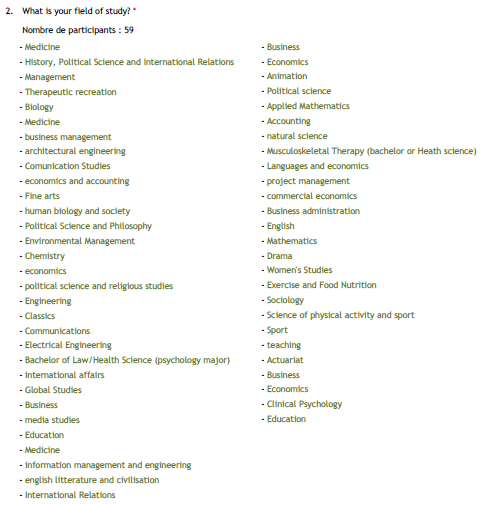 2. What is your field of study? *
Nombre de participants : 59
- Medicine
- History, Political Science and International Relations
- Management
- Therapeutic recreation
- Biology
- Medicine
- business management
- architectural engineering
- Comunication Studies
- economics and accounting
- Fine arts
- human biology and society
- Political Science and Philosophy
- Environmental Management
- Chemistry
- economics
- political science and religious studies
- Engineering
- Classics
- Communications
- Electrical Engineering
- Bachelor of Law/Health Science (psychology major)
- international affairs
- Global Studies
- Business
- media studies
- Education
- Medicine
- information management and engineering
- english litterature and civilisation
- International Relations
- Business
- Economics
- Animation
- Political science
- Applied Mathematics
- Accounting
- natural science
- Musculoskeletal Therapy (bachelor or Heath science)
- Languages and economics
- project management
- commercial economics
- Business administration
- English
- Mathematics
- Drama
- Women's Studies
- Exercise and Food Nutrition
- Sociology
- Science of physical activity and sport
- Sport
- teaching
- Actuariat
- Business
- Economics
- Clinical Psychology
- Education